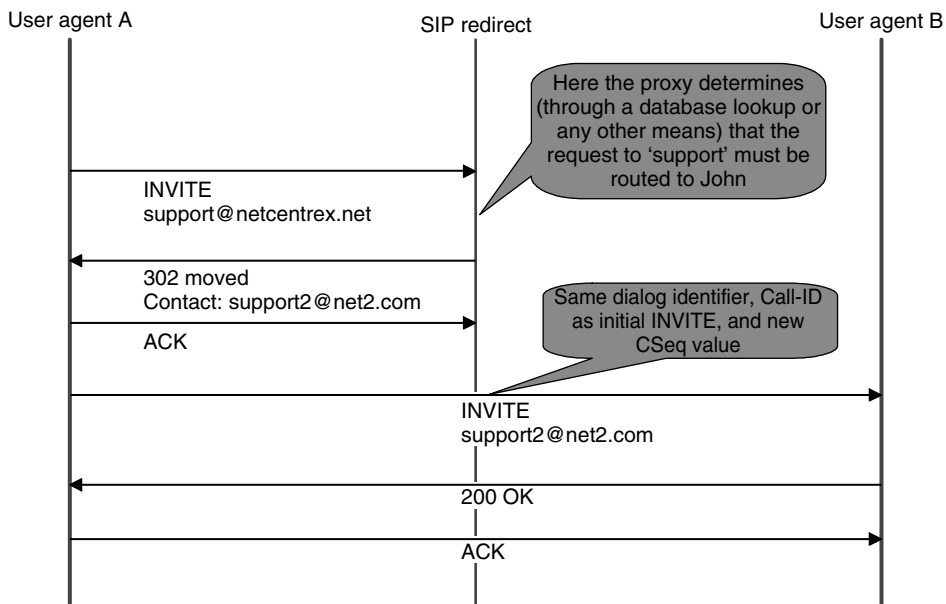 User agent A
SIP redirect
User agent B
Here the proxy determines
(through a database lookup or
any other means) that the
request to ‘support’ must be
routed to John
INVITE
support@netcentrex.net
302 moved
Contact: support2@net2.com
Same dialog identifier, Call-ID
as initial INVITE, and new
CSeq value
ACK
INVITE
support2@net2.com
200 OK
ACK